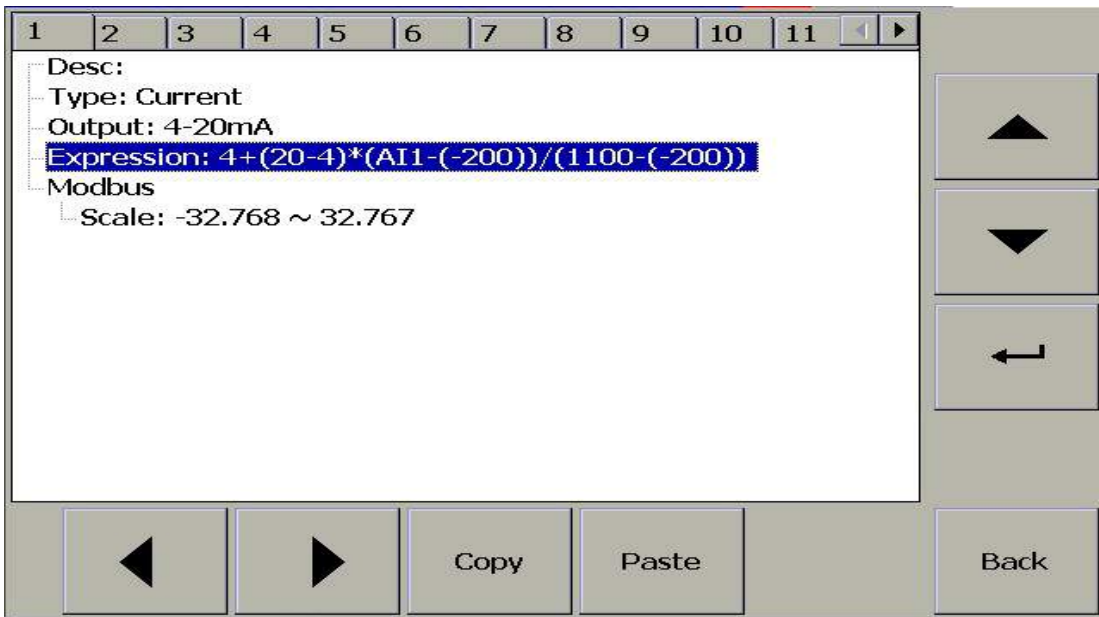 1 2 3 4 5 6 7 8 9 10 11
Desc:
Type: Current
Output: 4-20mA
Expression: 4+(20-4)*(AI1-(-200))/(1100-(-200))
Modbus
Scale: -32.768 ~ 32.767
Copy Paste Back